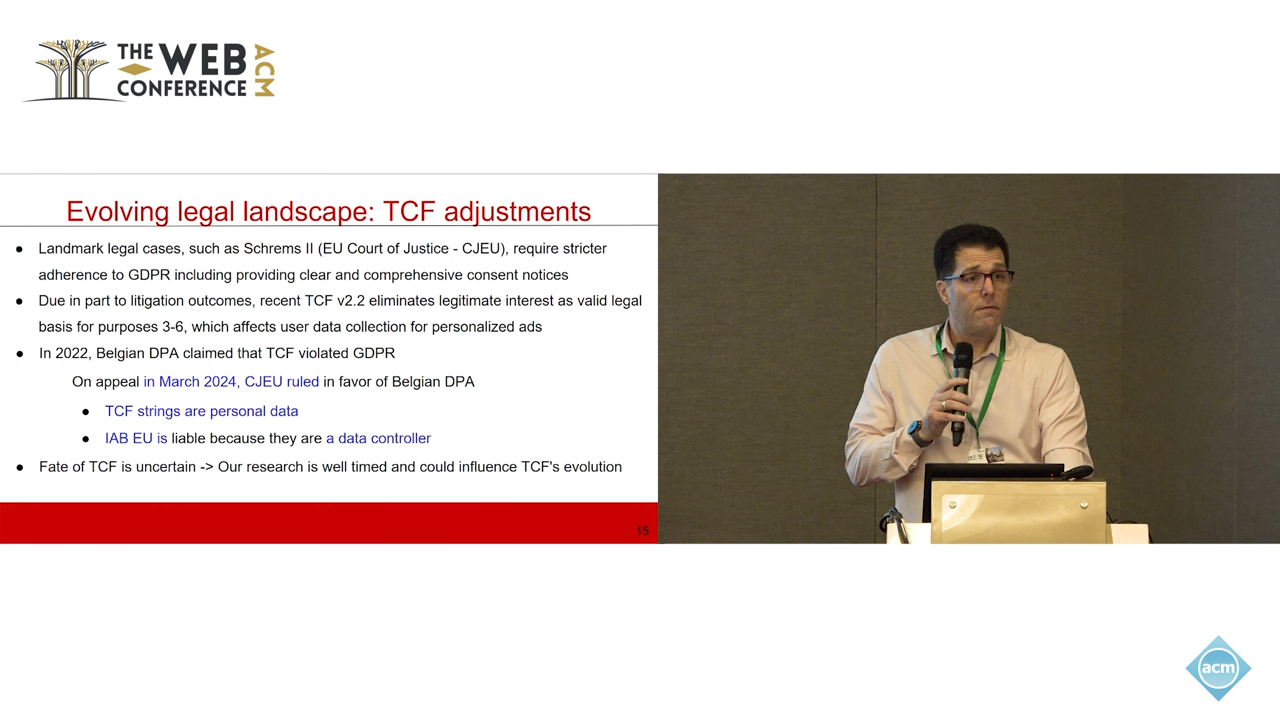 THE WEB
CONFERENCE
ACM
Evolving legal landscape: TCF adjustments
● Landmark legal cases, such as Schrems II (EU Court of Justice - CJEU), require stricter
adherence to GDPR including providing clear and comprehensive consent notices
● Due in part to litigation outcomes, recent TCF v2.2 eliminates legitimate interest as valid legal
basis for purposes 3-6, which affects user data collection for personalized ads
● In 2022, Belgian DPA claimed that TCF violated GDPR
On appeal in March 2024, CJEU ruled in favor of Belgian DPA
● TCF strings are personal data
● IAB EU is liable because they are a data controller
● Fate of TCF is uncertain -> Our research is well timed and could influence TCF's evolution
15
acm